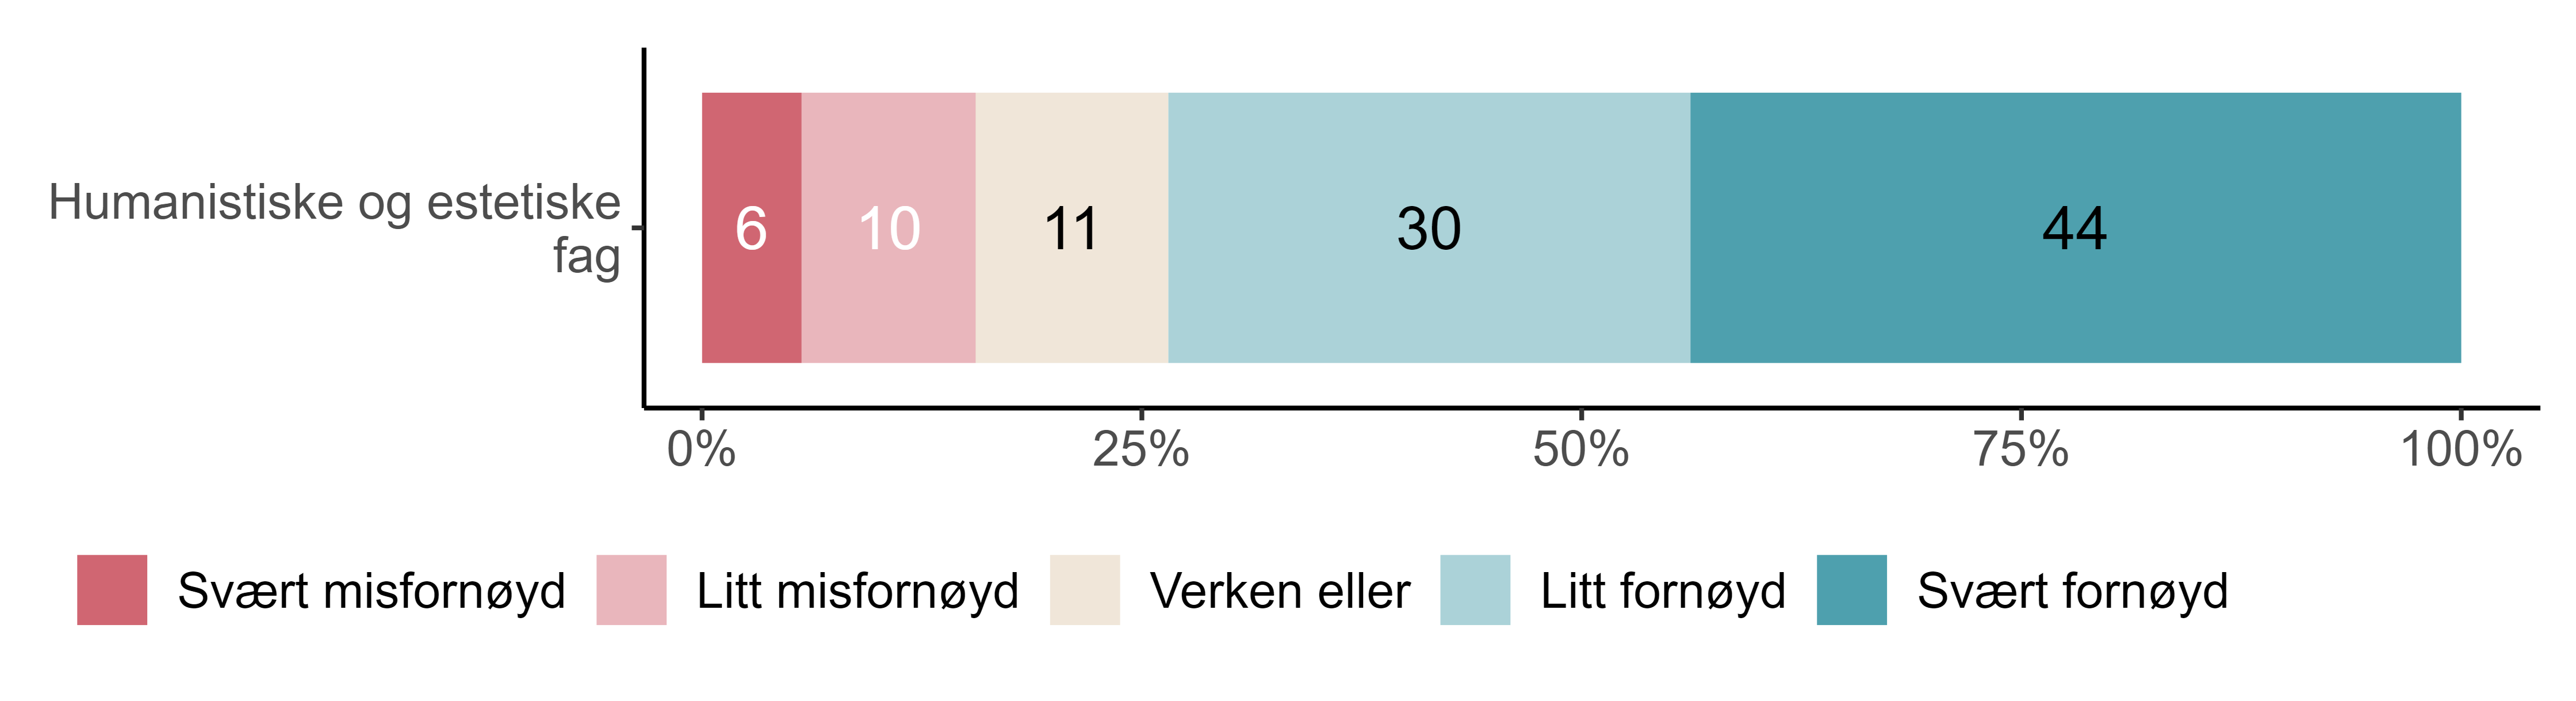 Humanistiske og estetiske
fag
6 10 11 30 44
0% 25% 50% 75% 100%
Svært misfornøyd Litt misfornøyd Verken eller Litt fornøyd Svært fornøyd